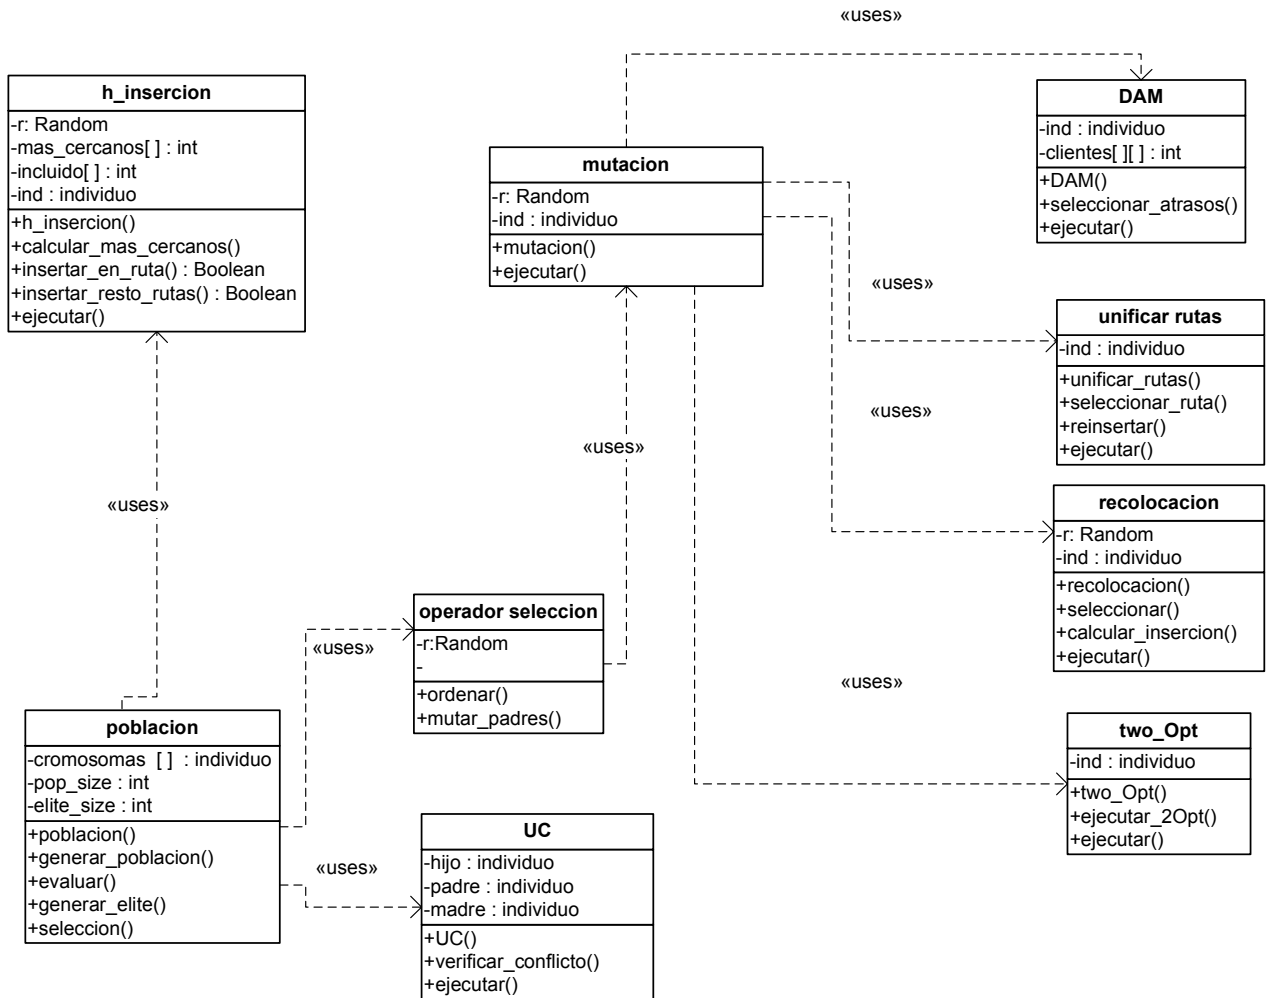 «uses»
h_insercion
-r: Random
-mas_cercanos[ ] : int
-incluido[ ] : int
-ind : individuo
+h_insercion()
+calcular_mas_cercanos()
+insertar_en_ruta() : Boolean
+insertar_resto_rutas() : Boolean
+ejecutar()
DAM
-ind : individuo
-clientes[ ][ ] : int
+DAM()
+seleccionar_atrasos()
+ejecutar()
mutacion
-r: Random
-ind : individuo
+mutacion()
+ejecutar()
«uses»
unificar rutas
-ind : individuo
+unificar_rutas()
+seleccionar_ruta()
+reinsertar()
+ejecutar()
«uses»
«uses»
«uses»
recolocacion
-r: Random
-ind : individuo
+recolocacion()
+seleccionar()
+calcular_insercion()
+ejecutar()
operador seleccion
-r:Random
-
+ordenar()
+mutar_padres()
«uses»
«uses»
two_Opt
-ind : individuo
+two_Opt()
+ejecutar_2Opt()
+ejecutar()
poblacion
-cromosomas [ ] : individuo
-pop_size : int
-elite_size : int
+poblacion()
+generar_poblacion()
+evaluar()
+generar_elite()
+seleccion()
«uses»
UC
-hijo : individuo
-padre : individuo
-madre : individuo
+UC()
+verificar_conflicto()
+ejecutar()